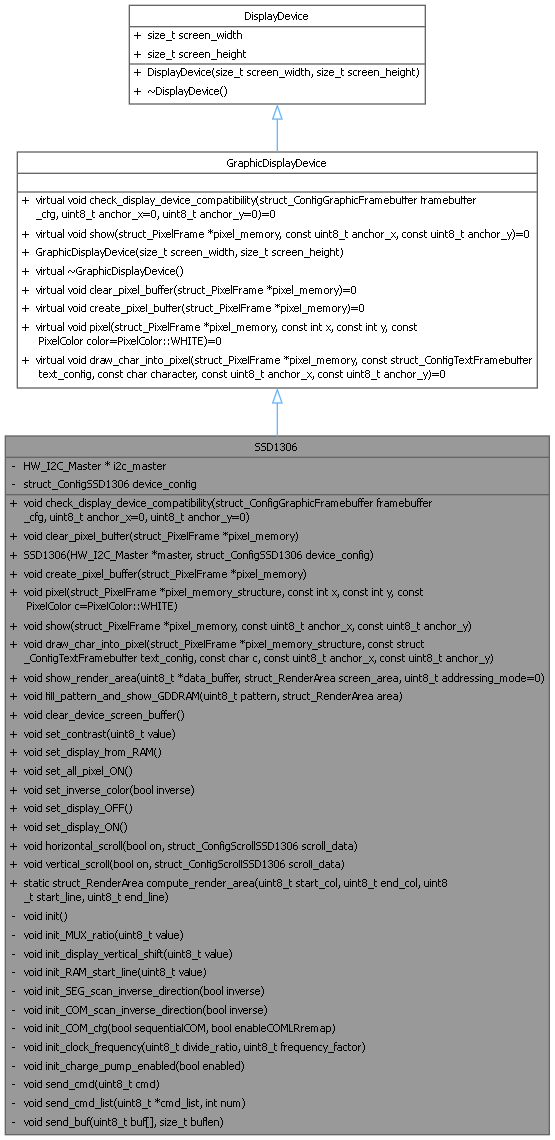 DisplayDevice
+ size_t screen_width
+ size_t screen_height
+ DisplayDevice(size_t screen_width, size_t screen_height)
+ ~DisplayDevice()
GraphicDisplayDevice
+ virtual void check_display_device_compatibility(struct_ConfigGraphicFramebuffer framebuffer
_cfg, uint8_t anchor_x=0, uint8_t anchor_y=0)=0
+ virtual void show(struct_PixelFrame *pixel_memory, const uint8_t anchor_x, const uint8_t anchor_y)=0
+ GraphicDisplayDevice(size_t screen_width, size_t screen_height)
+ virtual ~GraphicDisplayDevice()
+ virtual void clear_pixel_buffer(struct_PixelFrame *pixel_memory)=0
+ virtual void create_pixel_buffer(struct_PixelFrame *pixel_memory)=0
+ virtual void pixel(struct_PixelFrame *pixel_memory, const int x, const int y, const
PixelColor color=PixelColor::WHITE)=0
+ virtual void draw_char_into_pixel(struct_PixelFrame *pixel_memory, const struct_ConfigTextFramebuffer
text_config, const char character, const uint8_t anchor_x, const uint8_t anchor_y)=0
SSD1306
- HW_I2C_Master * i2c_master
- struct_ConfigSSD1306 device_config
+ void check_display_device_compatibility(struct_ConfigGraphicFramebuffer framebuffer
_cfg, uint8_t anchor_x=0, uint8_t anchor_y=0)
+ void clear_pixel_buffer(struct_PixelFrame *pixel_memory)
+ SSD1306(HW_I2C_Master *master, struct_ConfigSSD1306 device_config)
+ void create_pixel_buffer(struct_PixelFrame *pixel_memory)
+ void pixel(struct_PixelFrame *pixel_memory_structure, const int x, const int y, const
PixelColor c=PixelColor::WHITE)
+ void show(struct_PixelFrame *pixel_memory, const uint8_t anchor_x, const uint8_t anchor_y)
+ void draw_char_into_pixel(struct_PixelFrame *pixel_memory_structure, const struct
_ConfigTextFramebuffer text_config, const char c, const uint8_t anchor_x, const uint8_t anchor_y)
+ void show_render_area(uint8_t *data_buffer, struct_RenderArea screen_area, uint8_t addressing_mode=0)
+ void fill_pattern_and_show_GDDRAM(uint8_t pattern, struct_RenderArea area)
+ void clear_device_screen_buffer()
+ void set_contrast(uint8_t value)
+ void set_display_from_RAM()
+ void set_all_pixel_ON()
+ void set_inverse_color(bool inverse)
+ void set_display_OFF()
+ void set_display_ON()
+ void horizontal_scroll(bool on, struct_ConfigScrollSSD1306 scroll_data)
+ void vertical_scroll(bool on, struct_ConfigScrollSSD1306 scroll_data)
+ static struct_RenderArea compute_render_area(uint8_t start_col, uint8_t end_col, uint8
_t start_line, uint8_t end_line)
- void init()
- void init_MUX_ratio(uint8_t value)
- void init_display_vertical_shift(uint8_t value)
- void init_RAM_start_line(uint8_t value)
- void init_SEG_scan_inverse_direction(bool inverse)
- void init_COM_scan_inverse_direction(bool inverse)
- void init_COM_cfg(bool sequentialCOM, bool enableCOMLRremap)
- void init_clock_frequency(uint8_t divide_ratio, uint8_t frequency_factor)
- void init_charge_pump_enabled(bool enabled)
- void send_cmd(uint8_t cmd)
- void send_cmd_list(uint8_t *cmd_list, int num)
- void send_buf(uint8_t buf[], size_t buflen)